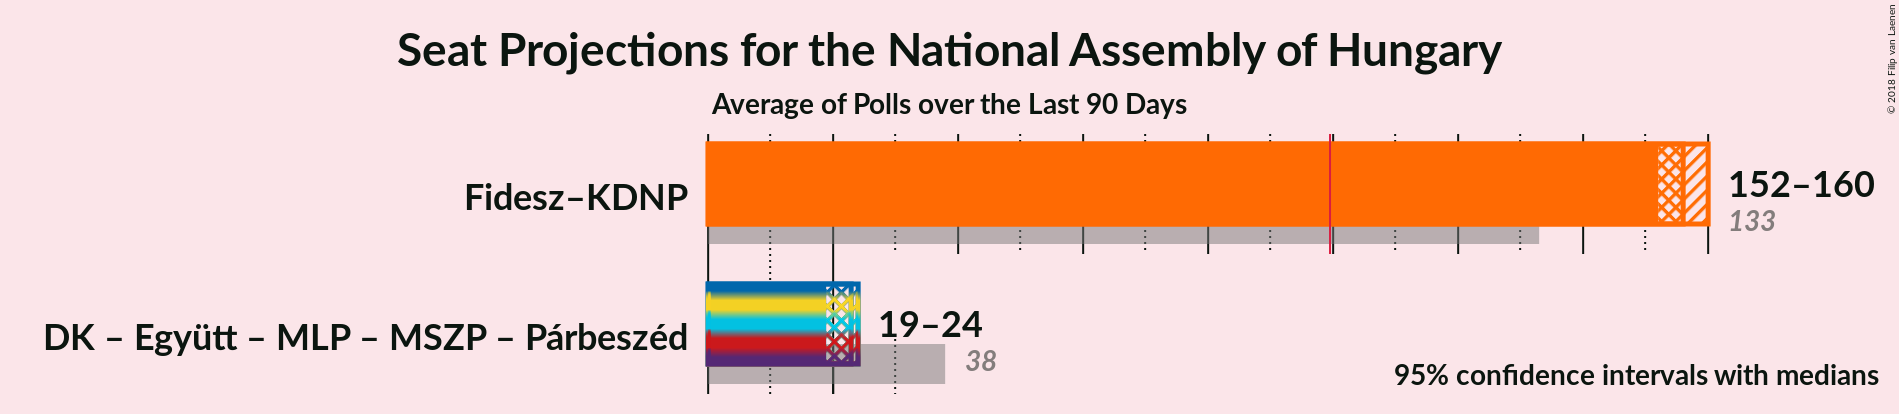 Seat Projections for the National Assembly of Hungary
Average of Polls over the Last 90 Days
Fidesz–KDNP
152–160
133
DK – Együtt – MLP – MSZP – Párbeszéd
19–24
38
95% confidence intervals with medians
© 2018 Filip van Laenen